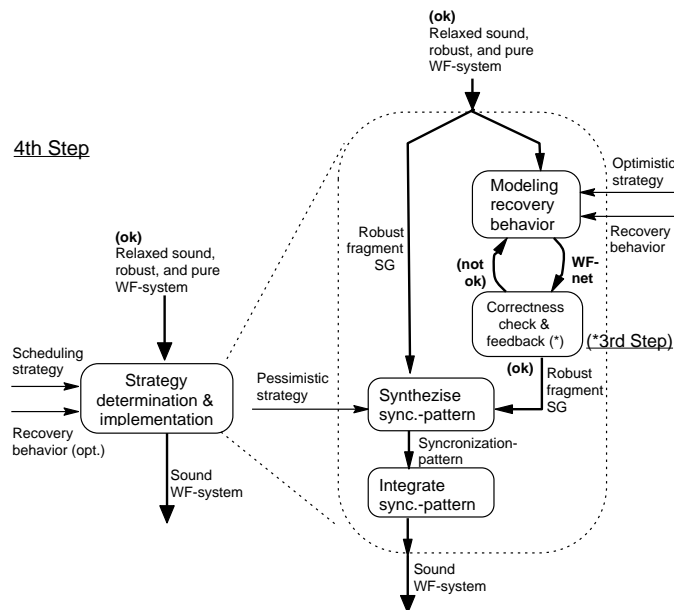 4th Step
(ok)
Relaxed sound,
robust, and pure
WF-system
Scheduling
strategy
Recovery
behavior (opt.)
Strategy
determination &
implementation
Sound
WF-system
(ok)
Relaxed sound,
robust, and pure
WF-system
Optimistic
strategy
Recovery
behavior
Modeling
recovery
behavior
Robust
fragment
SG
(not
ok)
WF-
net
Correctness
check &
feedback (*)
(*3rd Step)
(ok)
Robust
fragment
SG
Pessimistic
strategy
Synthezise
sync.-pattern
Syncronization-
pattern
Integrate
sync.-pattern
Sound
WF-system